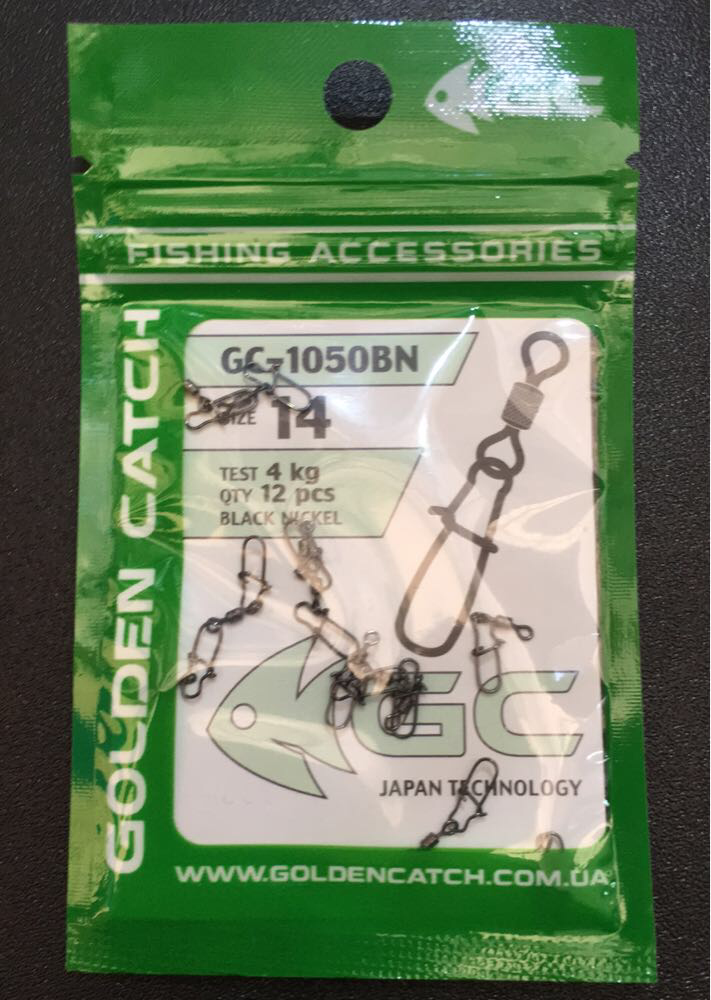 GC
FISHING ACCESSORIES
GOLDEN CATCH
GC-1050BN
SIZE 14
TEST 4 kg
QTY 12 pcs
BLACK NICKEL
GC
JAPAN TECHNOLOGY
WWW.GOLDENCATCH.COM.UA